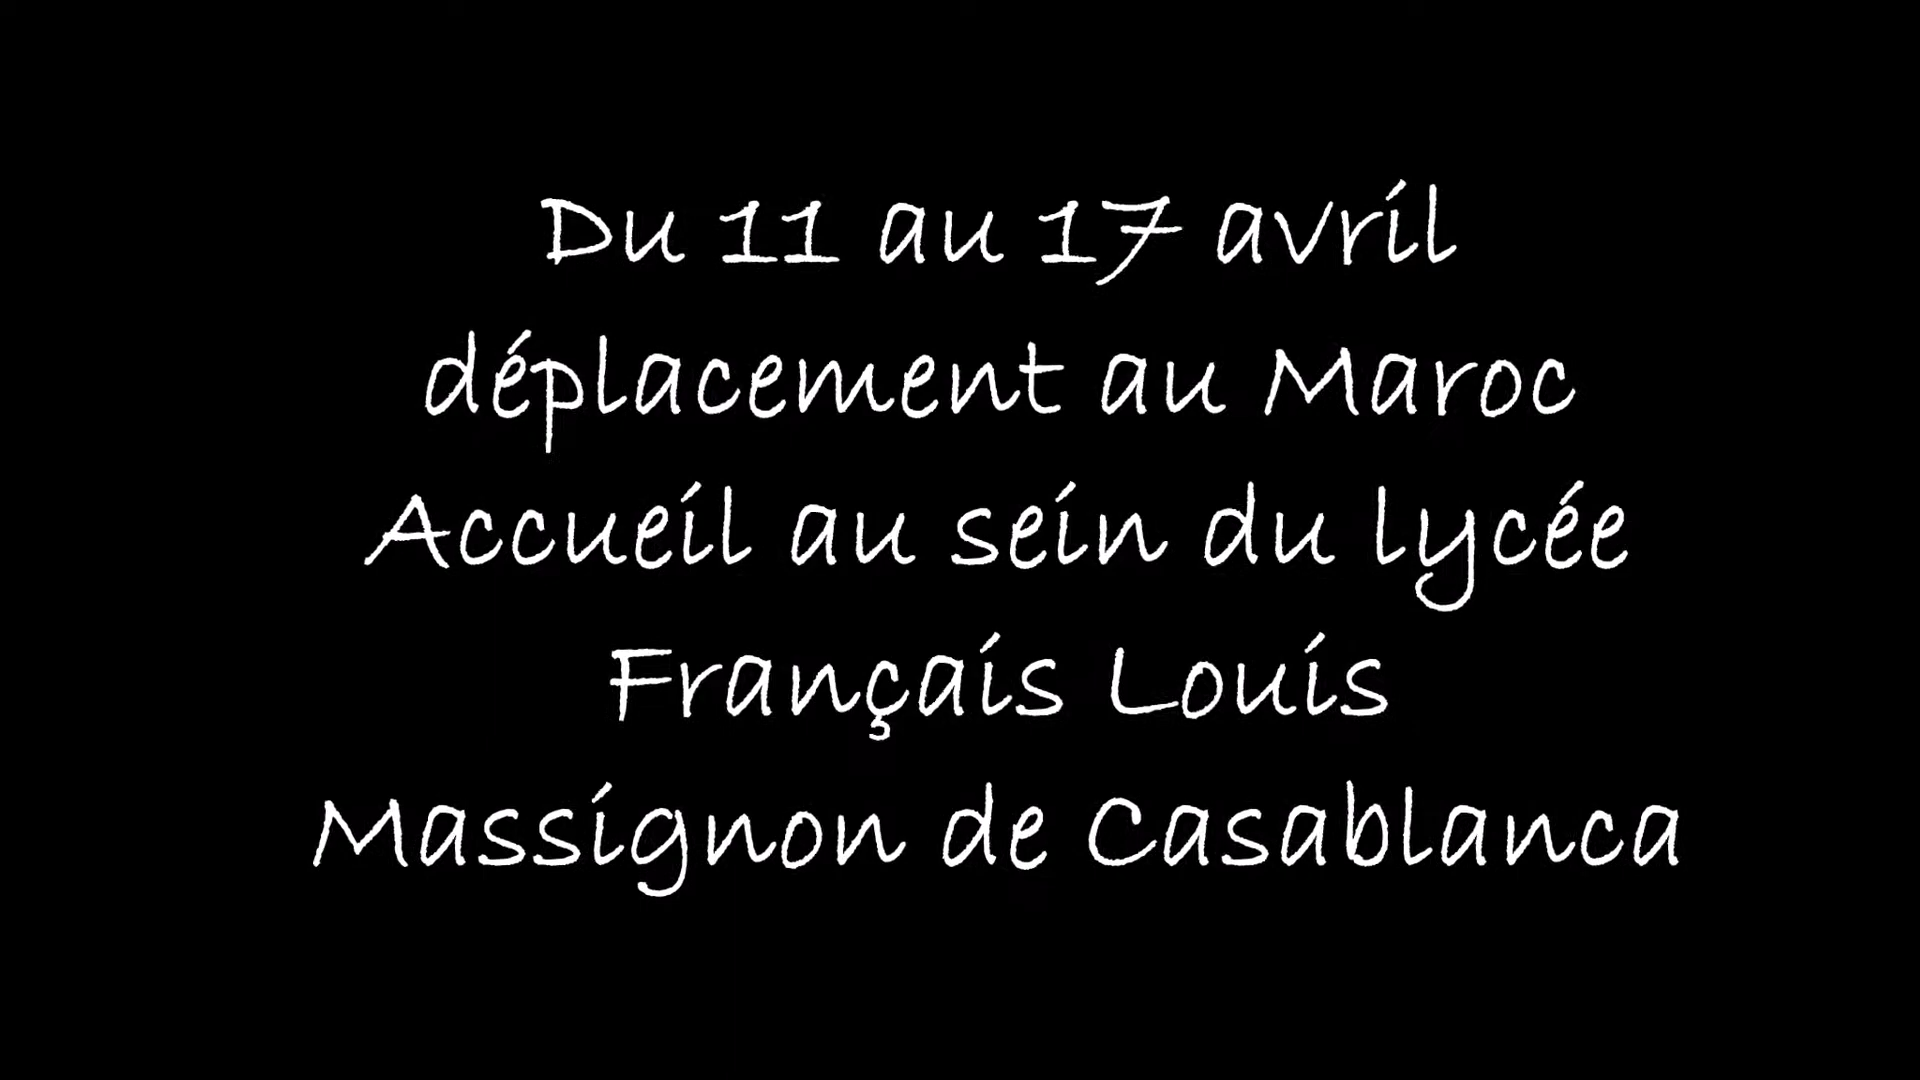 Du 11 au 17 avril
déplacement au Maroc
Accueil au sein du lycée
Français Louis
Massignon de Casablanca